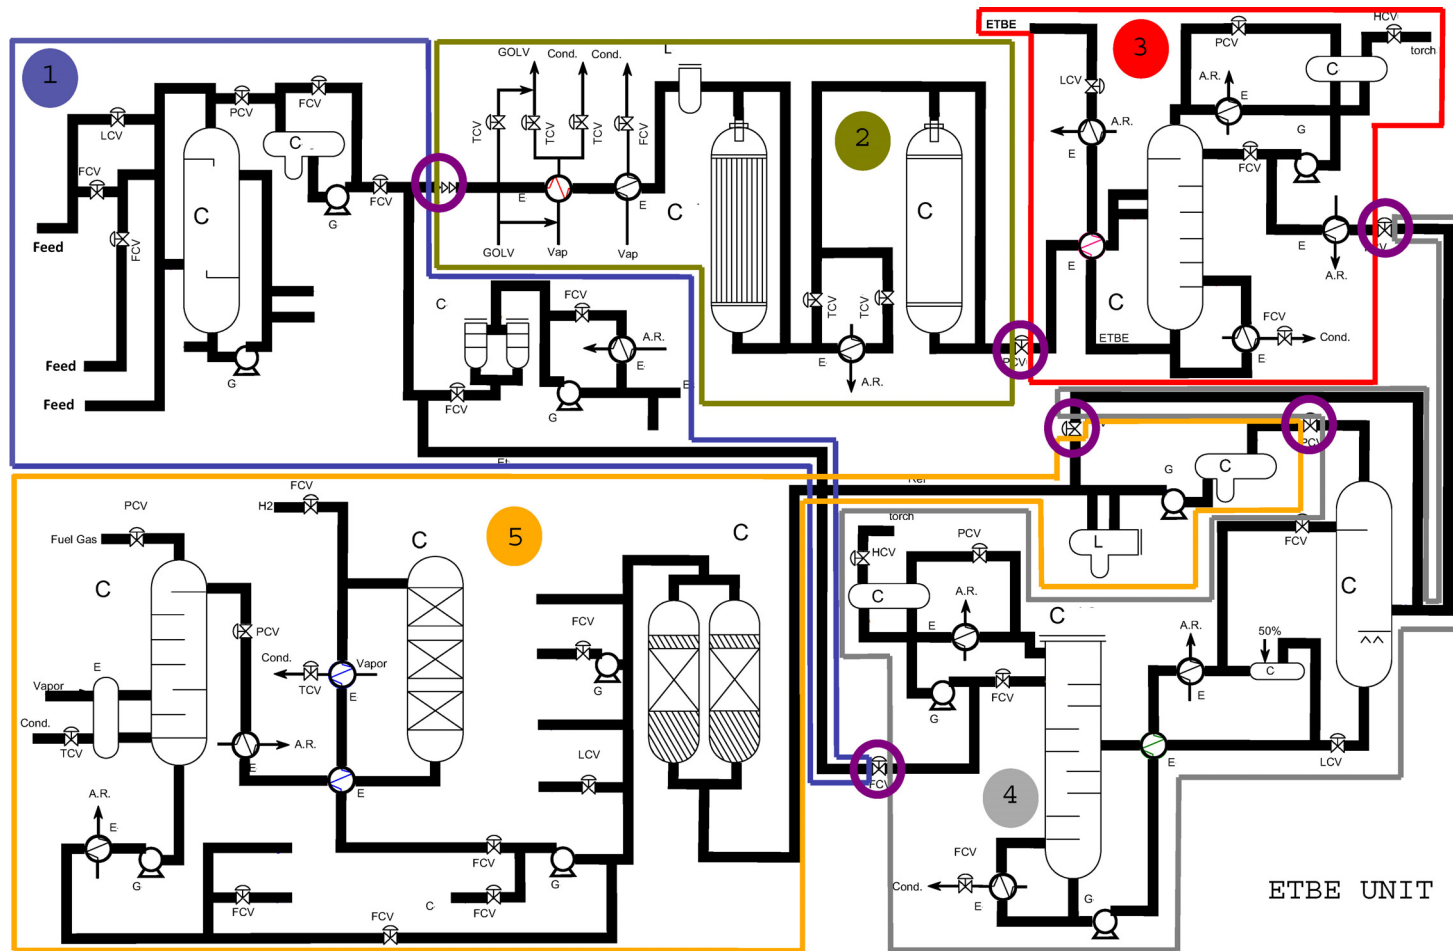 1
LCV
FCV
PCV
FCV
C
FCV
C
G
FCV
Feed
Feed
Feed
G
GOLV
Cond.
Cond.
L
TCV
TCV
TCV
FCV
2
E
E
C
C
GOLV
Vap
Vap
TCV
TCV
E
A.R.
PCV
C
FCV
A.R.
E
G
FCV
ETBE
3
PCV
HCV
torch
LCV
A.R.
E
C
A.R.
E
G
FCV
E
C
E
A.R.
ETBE
FCV
Cond.
E
PCV
G
C
L
FCV
C
torch
HCV
PCV
C
A.R.
E
C
G
FCV
A.R.
E
50%
C
E
LCV
FCV
4
FCV
Cond.
E
G
ETBE UNIT
5
PCV
FCV
H2
Fuel Gas
C
C
C
PCV
E
Vapor
Cond.
TCV
Cond.
Vapor
TCV
E
A.R.
E
E
FCV
G
LCV
A.R.
E
G
FCV
FCV
C
FCV
G
FCV